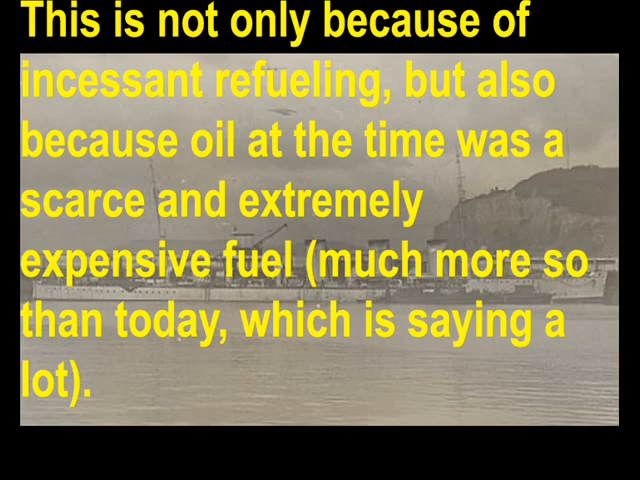 This is not only because of
incessant refueling, but also
because oil at the time was a
scarce and extremely
expensive fuel (much more so
than today, which is saying a
lot).